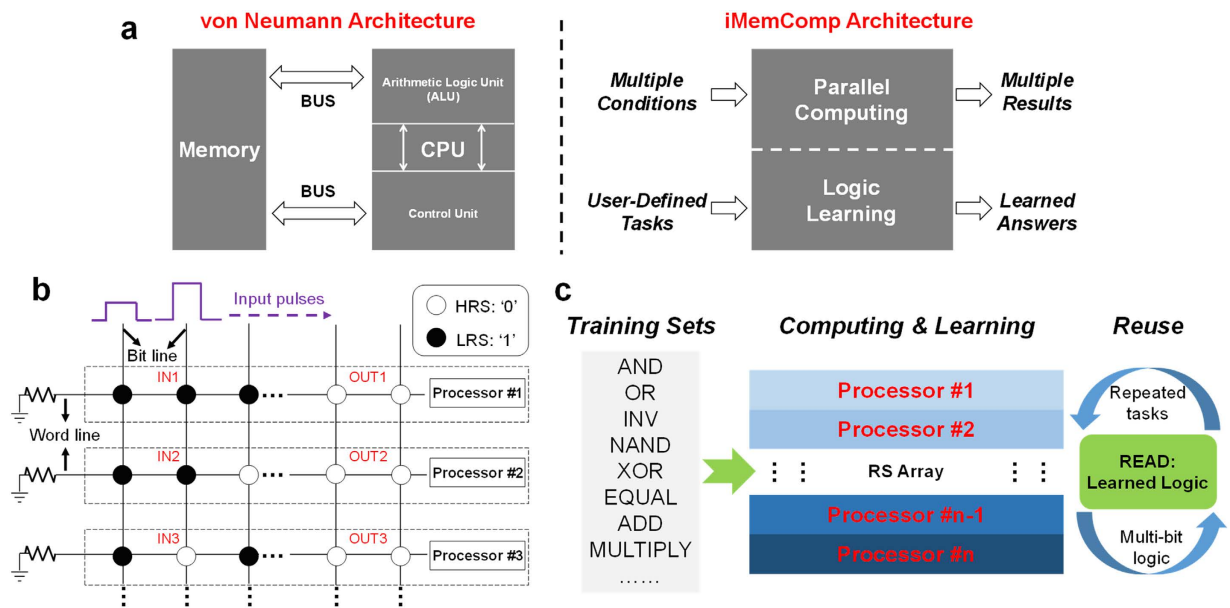 a
von Neumann Architecture
Memory
BUS
BUS
Arithmetic Logic Unit
(ALU)
CPU
Control Unit
iMemComp Architecture
Multiple
Conditions
Parallel
Computing
Multiple
Results
User-Defined
Tasks
Logic
Learning
Learned
Answers
b
Input pulses
HRS: ‘0’
LRS: ‘1’
Bit line
IN1
OUT1
...
Processor #1
Word line
IN2
OUT2
...
Processor #2
IN3
OUT3
...
Processor #3
c
Training Sets
AND
OR
INV
NAND
XOR
EQUAL
ADD
MULTIPLY
……
Computing & Learning
Processor #1
Processor #2
RS Array
Processor #n-1
Processor #n
Reuse
Repeated
tasks
READ:
Learned Logic
Multi-bit
logic